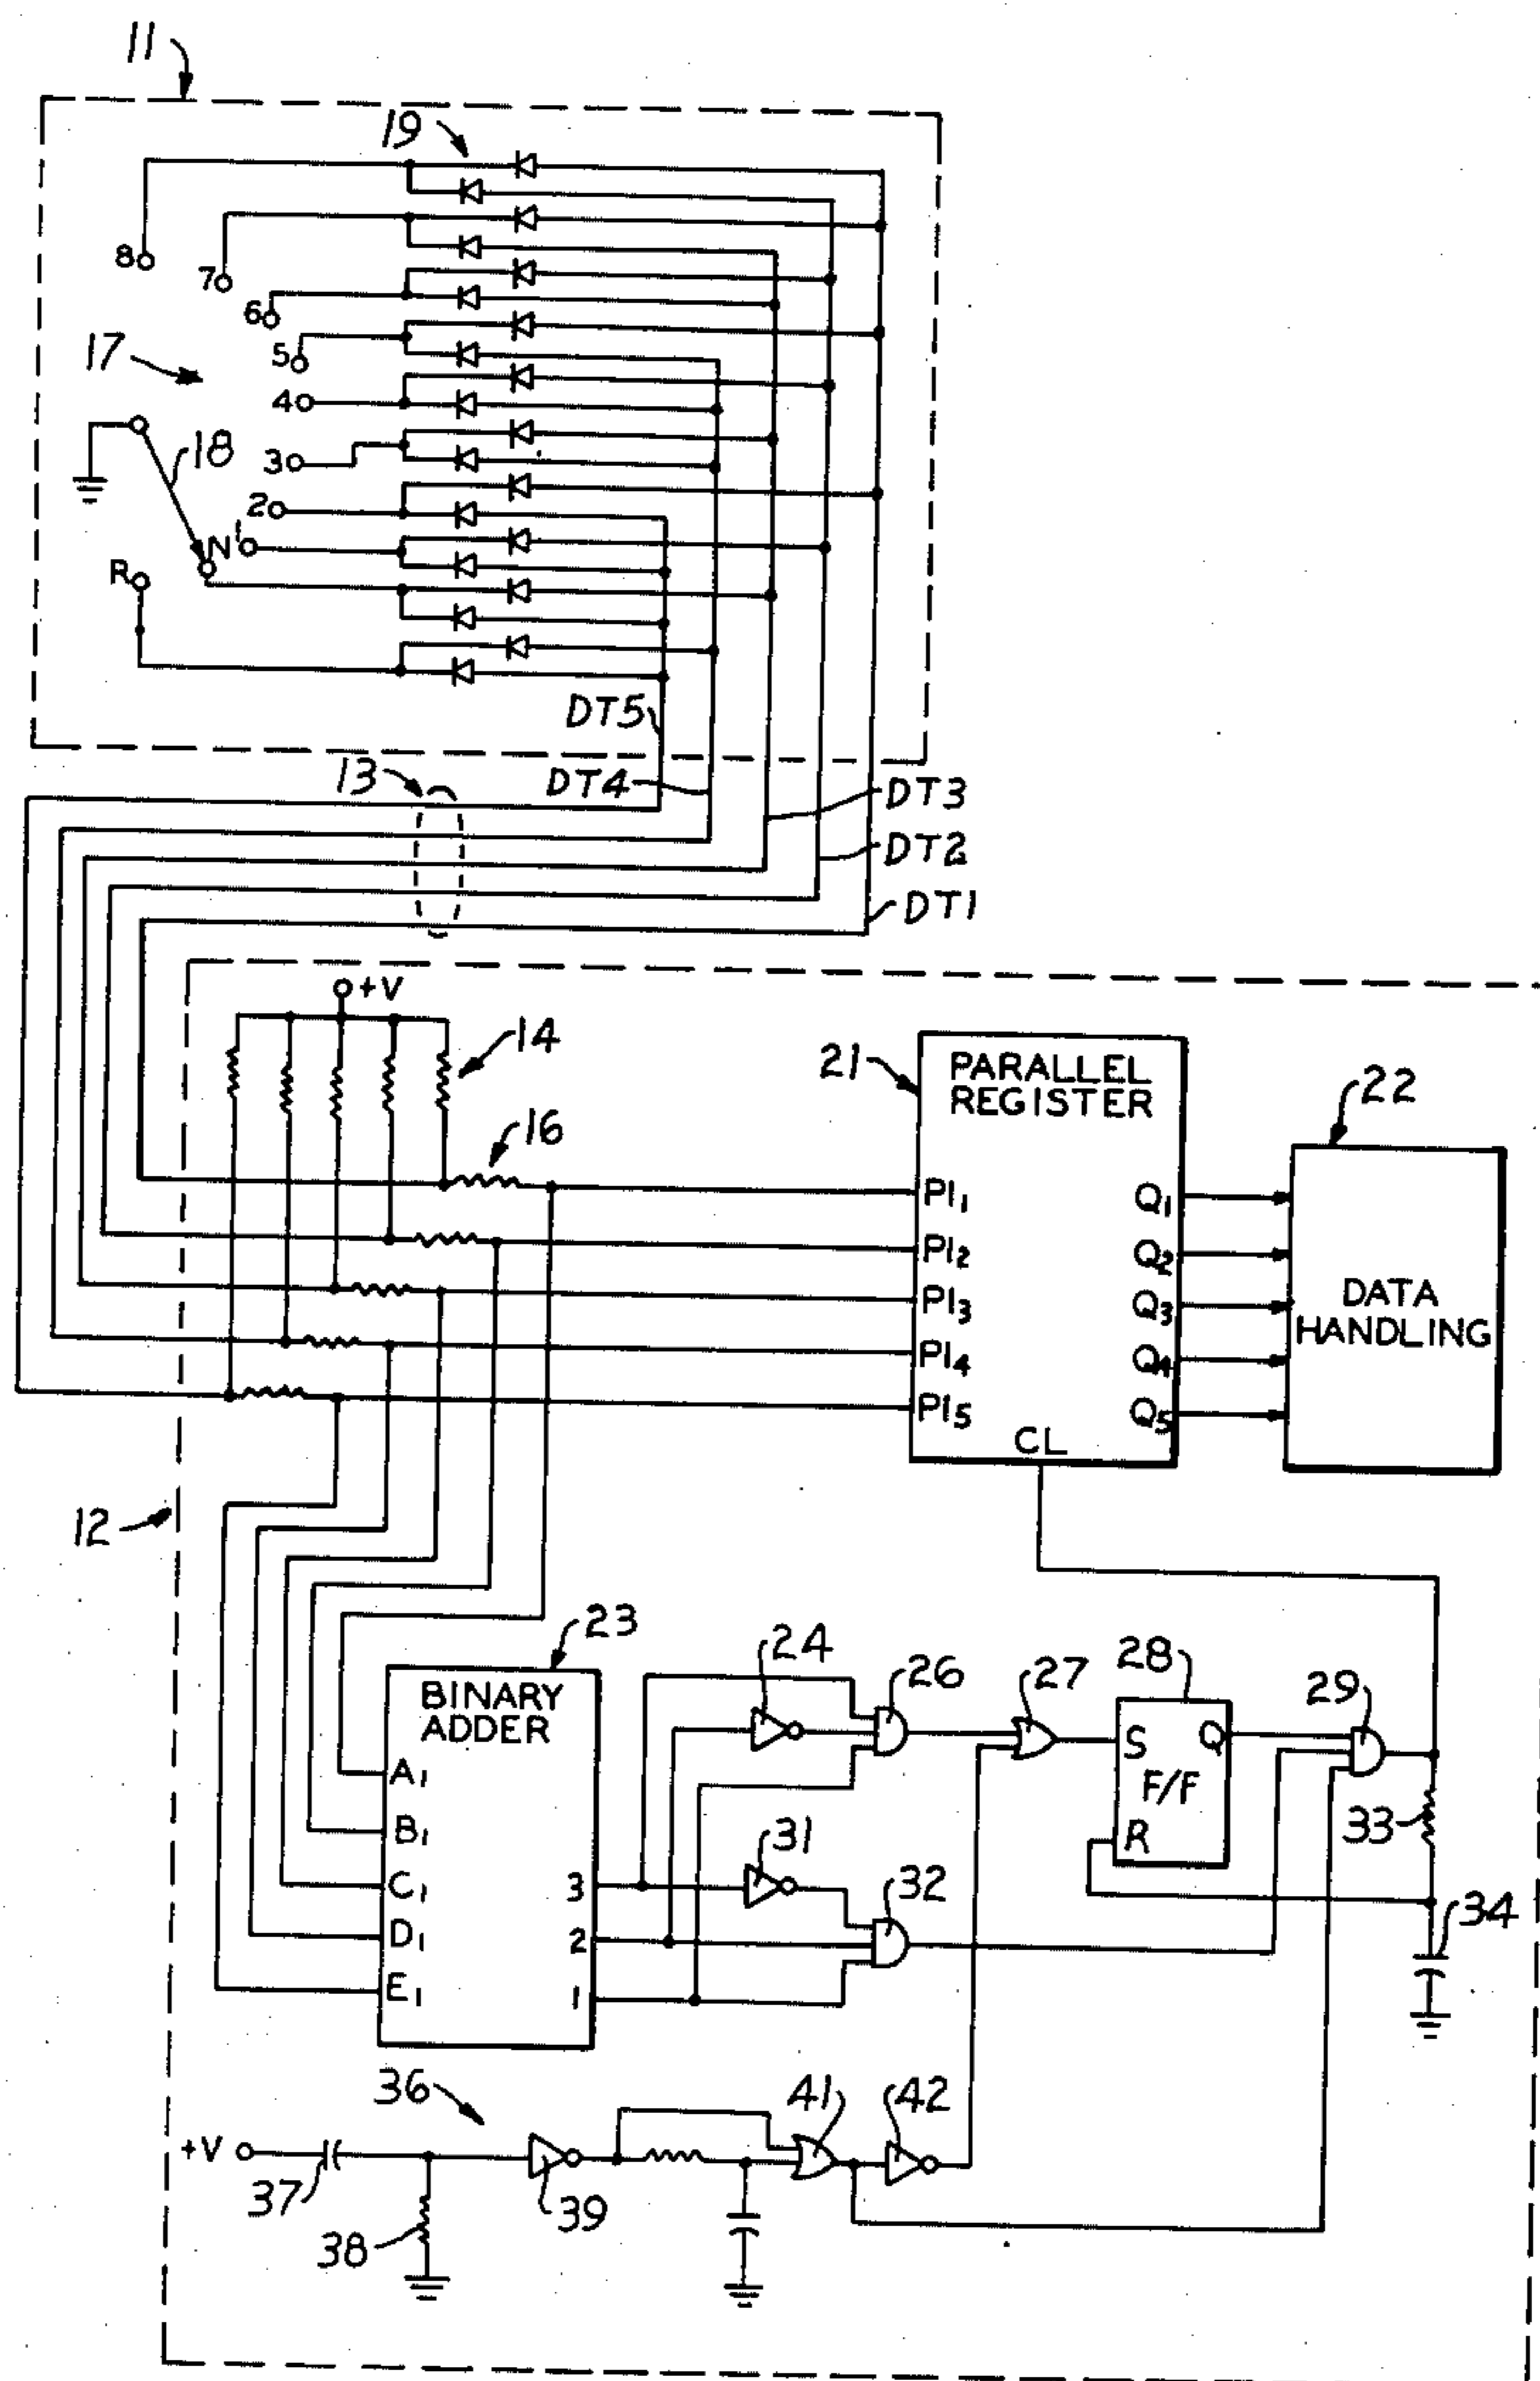 11
19
8
7
6
5
17
4
18
3
2
1
N
R
DT5
13
DT4
DT3
DT2
DT1
+V
14
21
PARALLEL
REGISTER
22
16
PI1
Q1
PI2
Q2
PI3
Q3
DATA
HANDLING
PI4
Q4
PI5
Q5
CL
12
23
BINARY
ADDER
24
26
27
28
29
S
Q
F/F
R
A1
B1
C1
D1
E1
3
2
1
31
32
33
34
36
41
42
+V
37
38
39